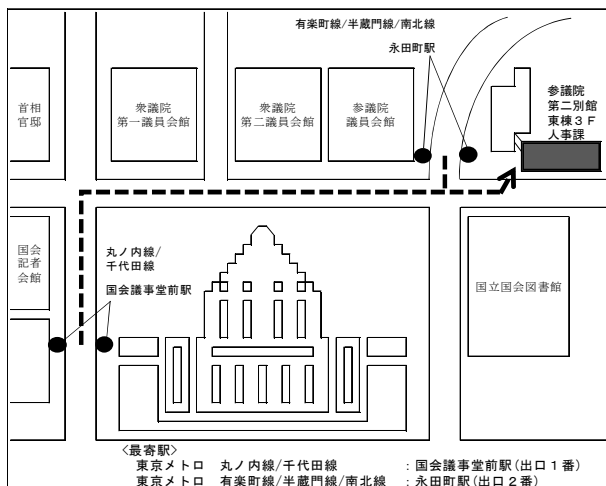 有楽町線/半蔵門線/南北線
永田町駅
首相
官邸
衆議院
第一議員会館
衆議院
第二議員会館
参議院
議員会館
参議院
第二別館
東棟3F
人事課
国会
記者
会館
丸ノ内線/
千代田線
国会議事堂前駅
国立国会図書館
〈最寄駅〉
東京メトロ 丸ノ内線/千代田線 :国会議事堂前駅(出口1番)
東京メトロ 有楽町線/半蔵門線/南北線 :永田町駅(出口2番)